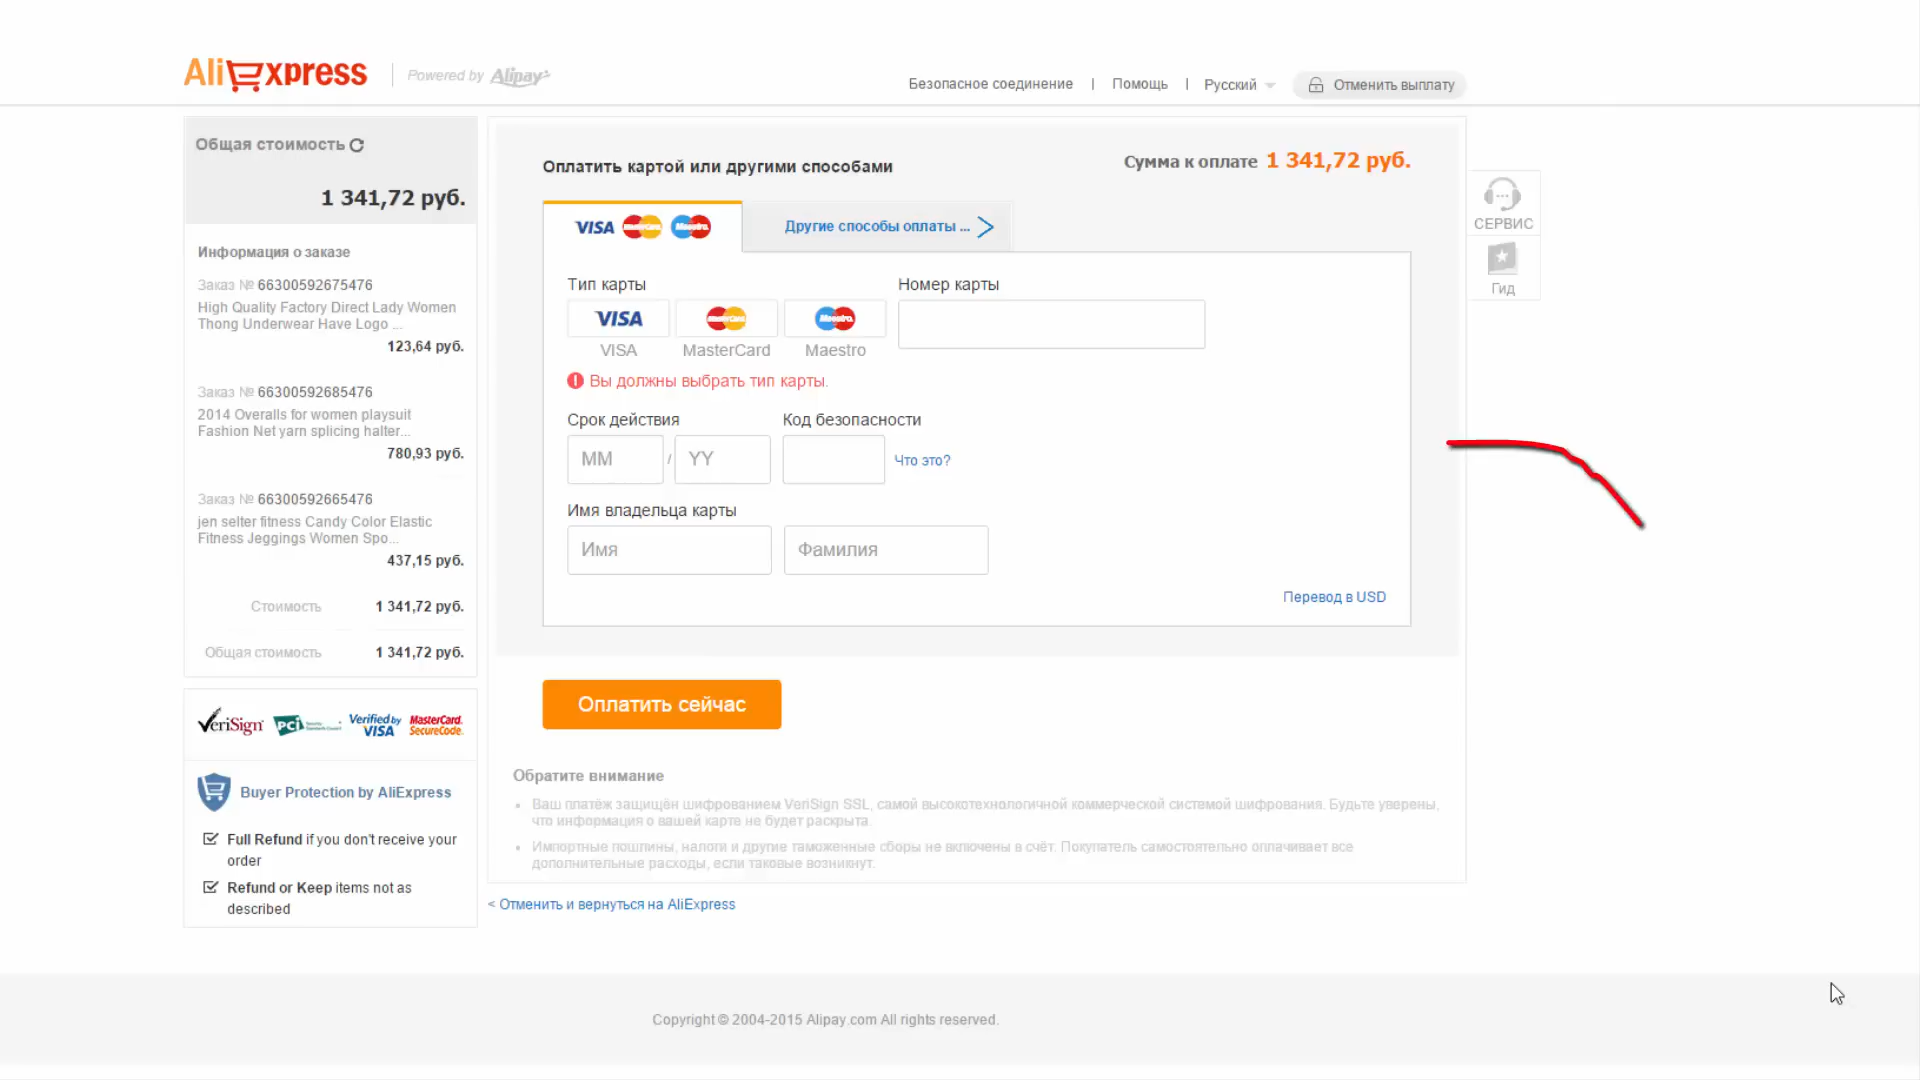 AliExpress
Powered by Alipay
Безопасное соединение | Помощь | Русский
Отменить выплату
Общая стоимость
1 341,72 руб.
Информация о заказе
Заказ № 66300592675476
High Quality Factory Direct Lady Women
Thong Underwear Have Logo ...
123,64 руб.
Заказ № 66300592685476
2014 Overalls for women playsuit
Fashion Net yarn splicing halter...
780,93 руб.
Заказ № 66300592665476
jen selter fitness Candy Color Elastic
Fitness Jeggings Women Spo...
437,15 руб.
Стоимость 1 341,72 руб.
Общая стоимость 1 341,72 руб.
VeriSign
PCI
Verified by
VISA
MasterCard.
SecureCode.
Buyer Protection by AliExpress
Full Refund if you don't receive your
order
Refund or Keep items not as
described
Оплатить картой или другими способами
Сумма к оплате 1 341,72 руб.
VISA MasterCard Maestro
Другие способы оплаты ...
Тип карты
Номер карты
VISA MasterCard Maestro
VISA MasterCard Maestro
Вы должны выбрать тип карты.
Срок действия
Код безопасности
MM / YY
Что это?
Имя владельца карты
Имя Фамилия
Перевод в USD
Оплатить сейчас
Обратите внимание
Ваш платёж защищён шифрованием VeriSign SSL, самой высокотехнологичной коммерческой системой шифрования. Будьте уверены,
что информация о вашей карте не будет раскрыта.
Импортные пошлины, налоги и другие таможенные сборы не включены в счёт. Покупатель самостоятельно оплачивает все
дополнительные расходы, если таковые возникнут.
< Отменить и вернуться на AliExpress
СЕРВИС
Гид
Copyright © 2004-2015 Alipay.com All rights reserved.